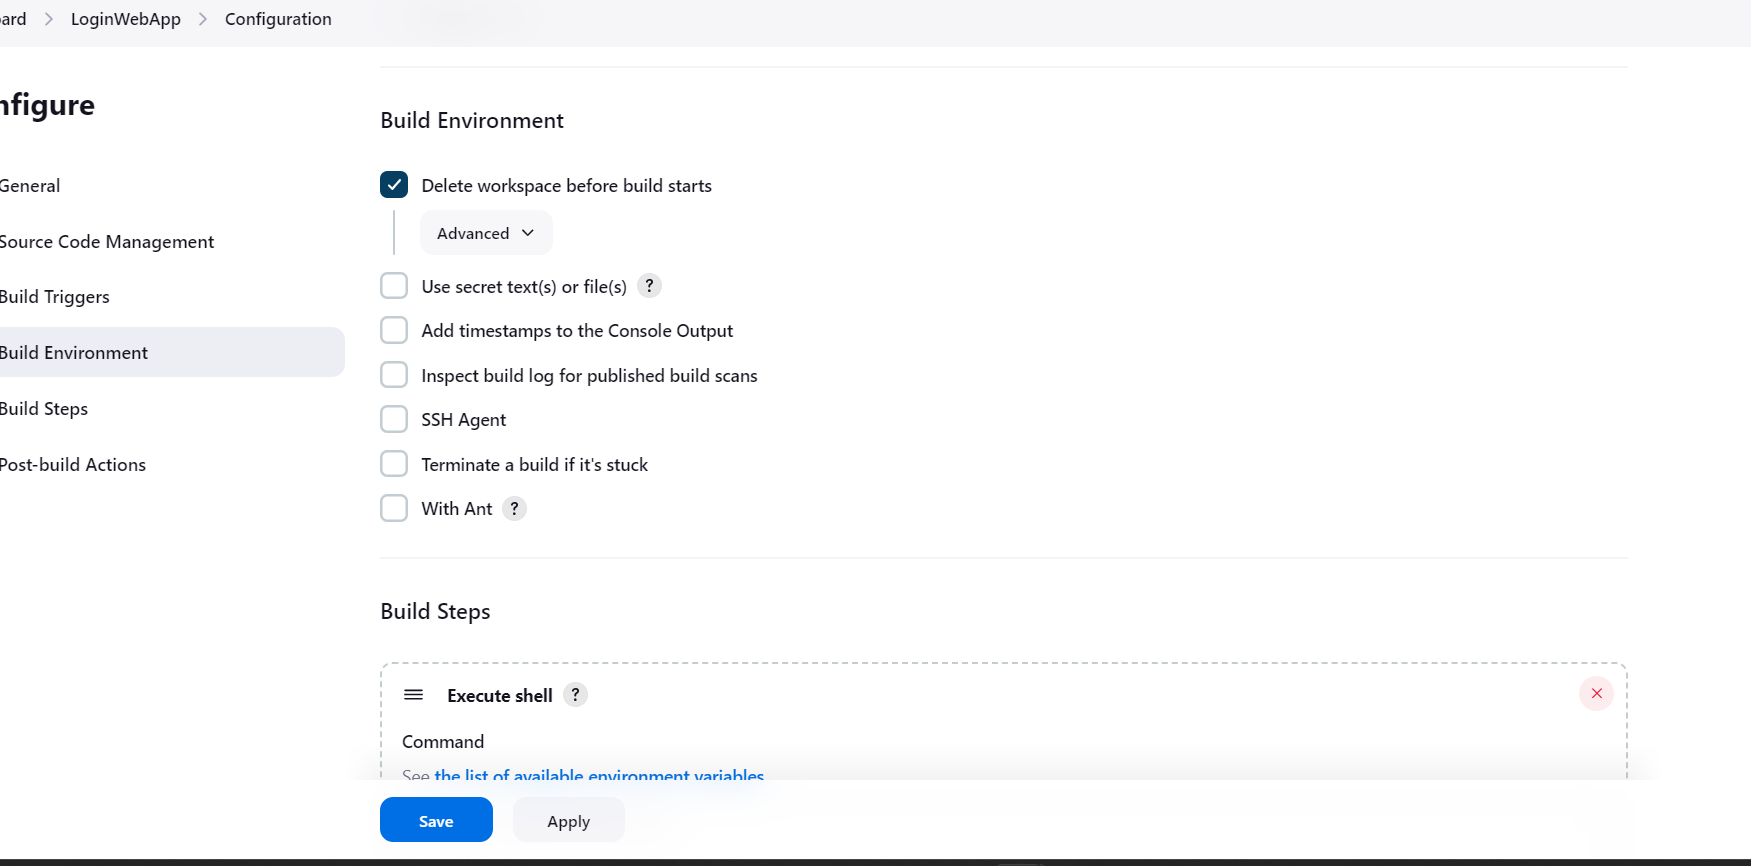 LoginWebApp > Configuration
Build Environment
Delete workspace before build starts
General
Source Code Management
Advanced
Use secret text(s) or file(s) ?
Build Triggers
Add timestamps to the Console Output
Build Environment
Inspect build log for published build scans
Build Steps
SSH Agent
Post-build Actions
Terminate a build if it's stuck
With Ant ?
Build Steps
Execute shell ?
Command
See the list of available environment variables
Save
Apply